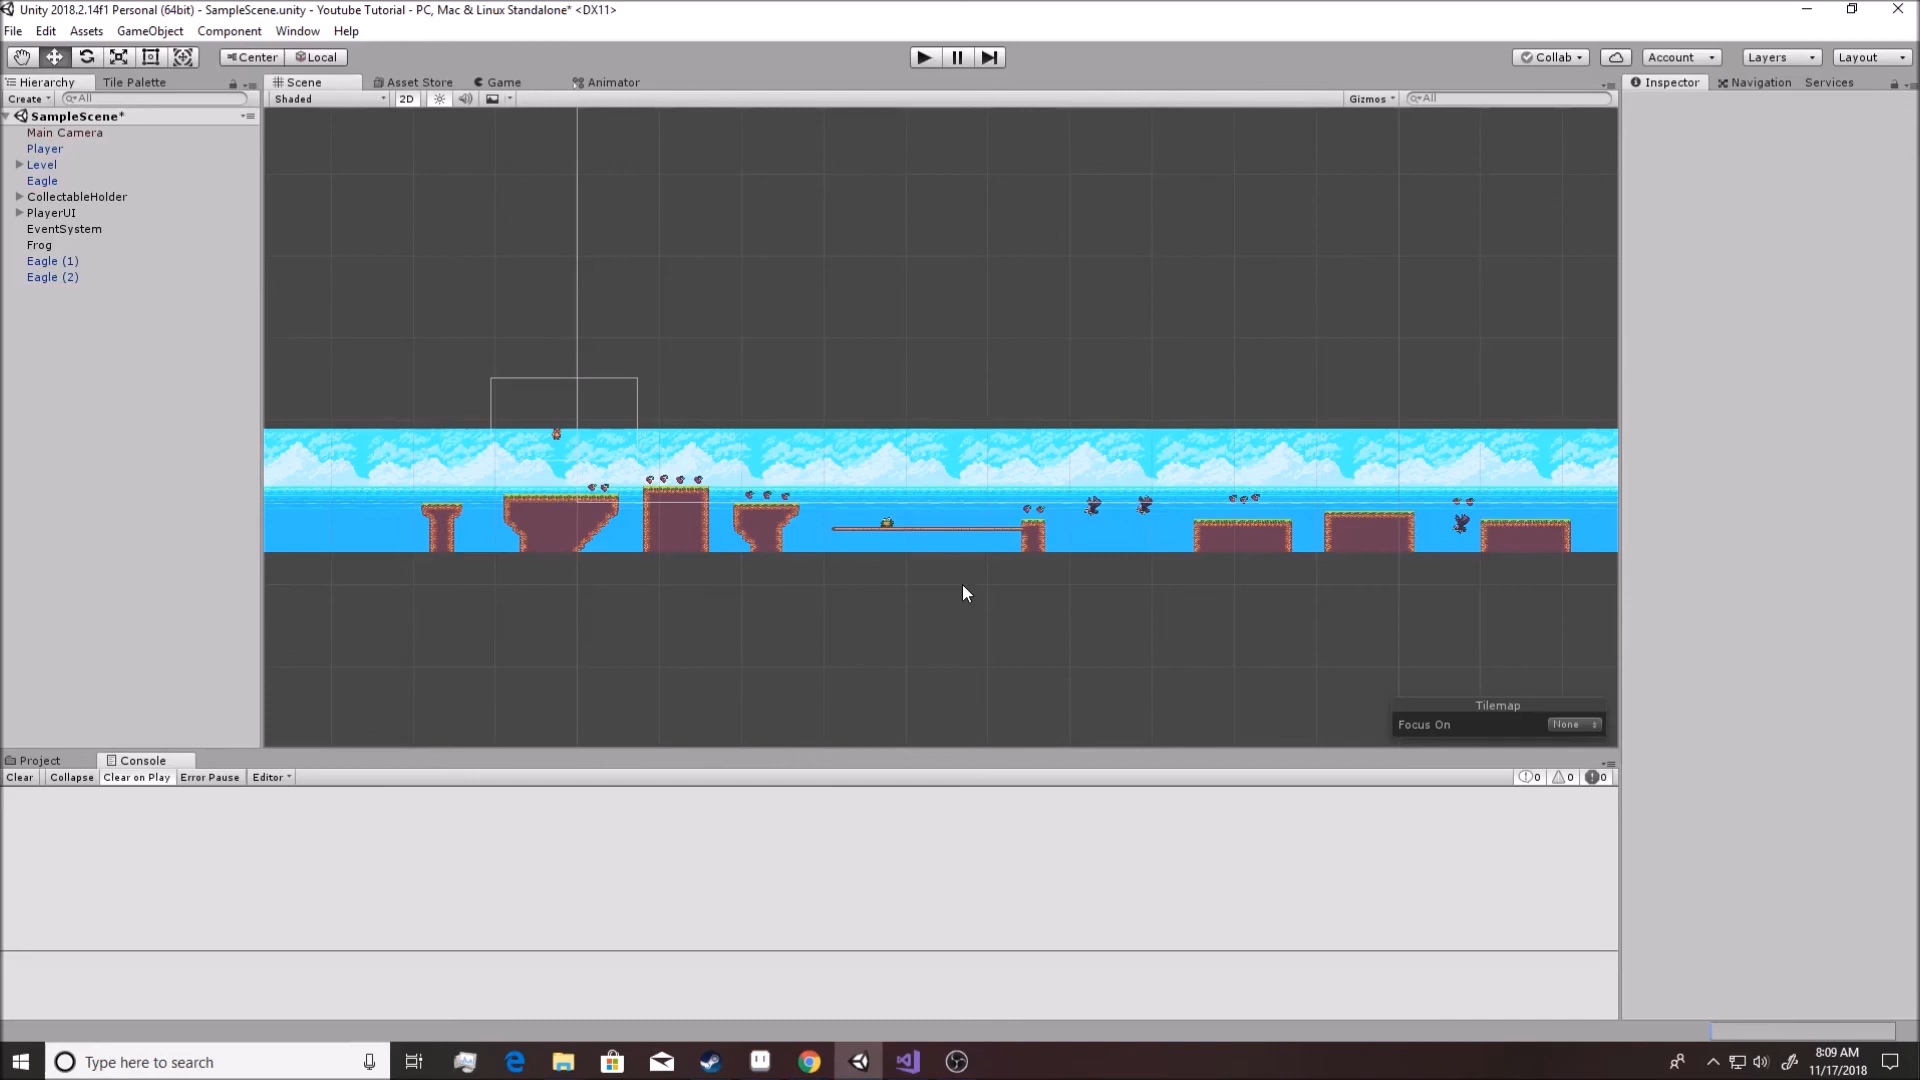 Unity 2018.2.14f1 Personal (64bit) - SampleScene.unity - Youtube Tutorial - PC, Mac & Linux Standalone* <DX11>
File Edit Assets GameObject Component Window Help
Center Local Collab Account Layers Layout
Hierarchy Tile Palette Scene Asset Store Game Animator Inspector Navigation Services
Create All Shaded 2D Gizmos All
SampleScene*
Main Camera
Player
Level
Eagle
CollectableHolder
PlayerUI
EventSystem
Frog
Eagle (1)
Eagle (2)
Tilemap
Focus On None
Project Console
Clear Collapse Clear on Play Error Pause Editor 0 0 0
Type here to search
8:09 AM
11/17/2018